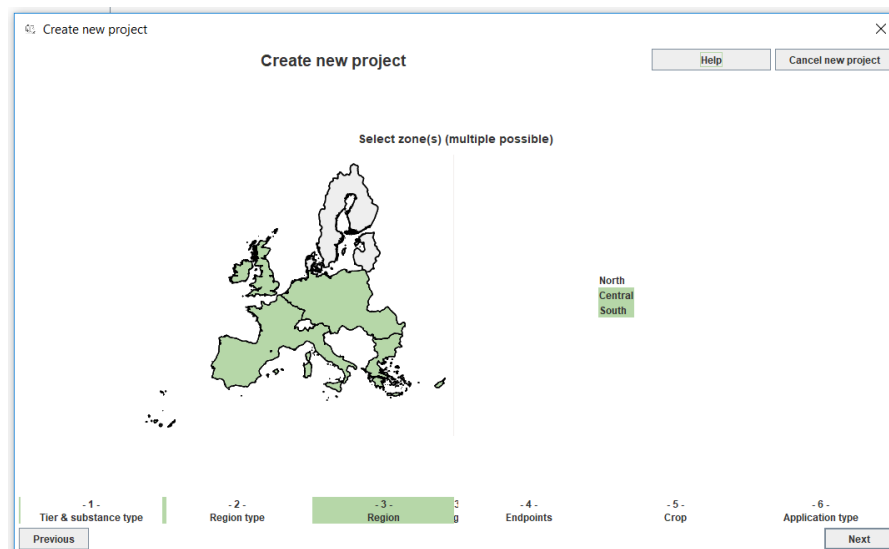 Create new project
Create new project
Help
Cancel new project
Select zone(s) (multiple possible)
North
Central
South
- 1 -
Tier & substance type
- 2 -
Region type
- 3 -
Region
3
g
- 4 -
Endpoints
- 5 -
Crop
- 6 -
Application type
Previous
Next